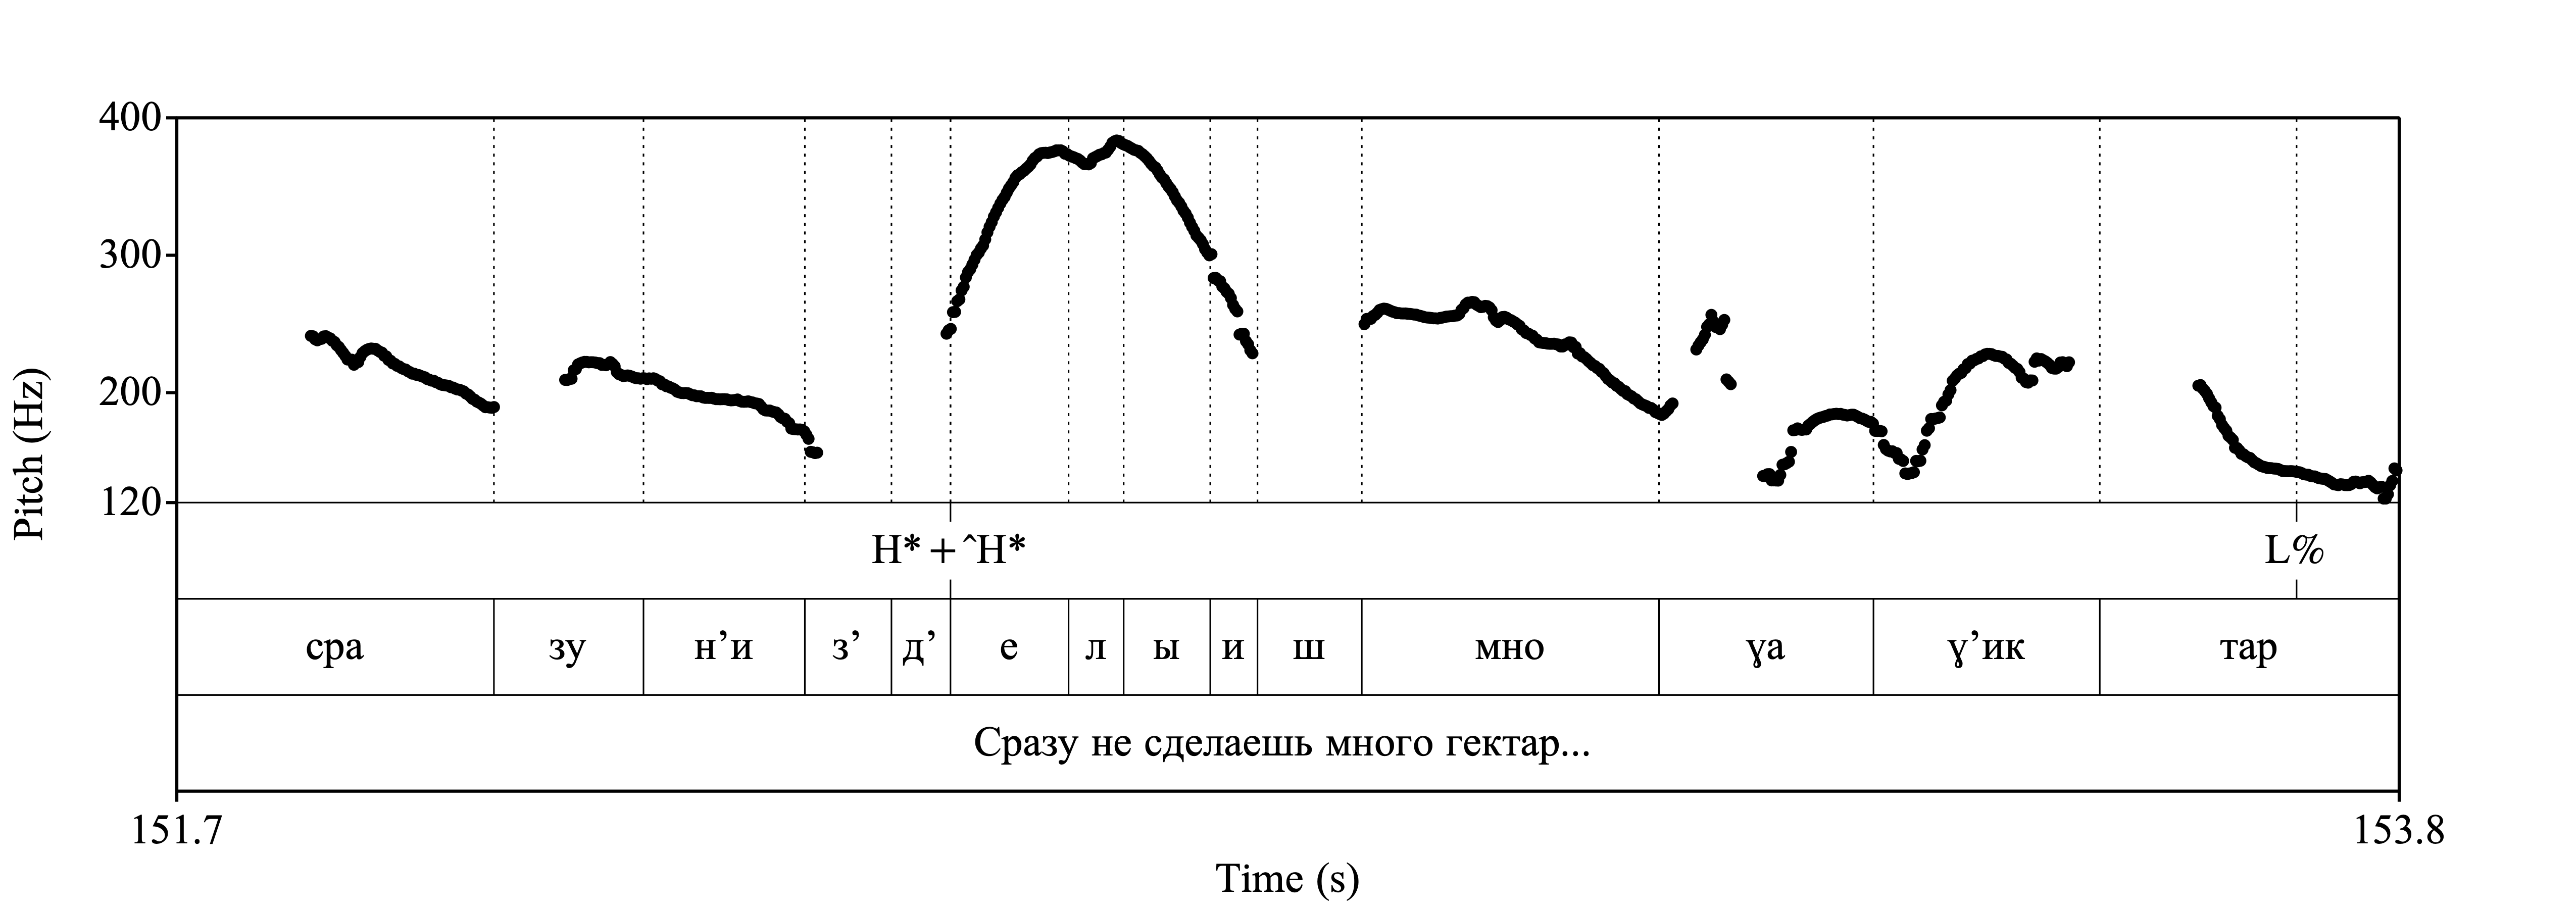 400
300
200
120
Pitch (Hz)
H* + ^H* L%
сра зу н’и з’ д’ е л ы и ш мно ɣа ɣ’ик тар
Сразу не сделаешь много гектар...
151.7 153.8
Time (s)